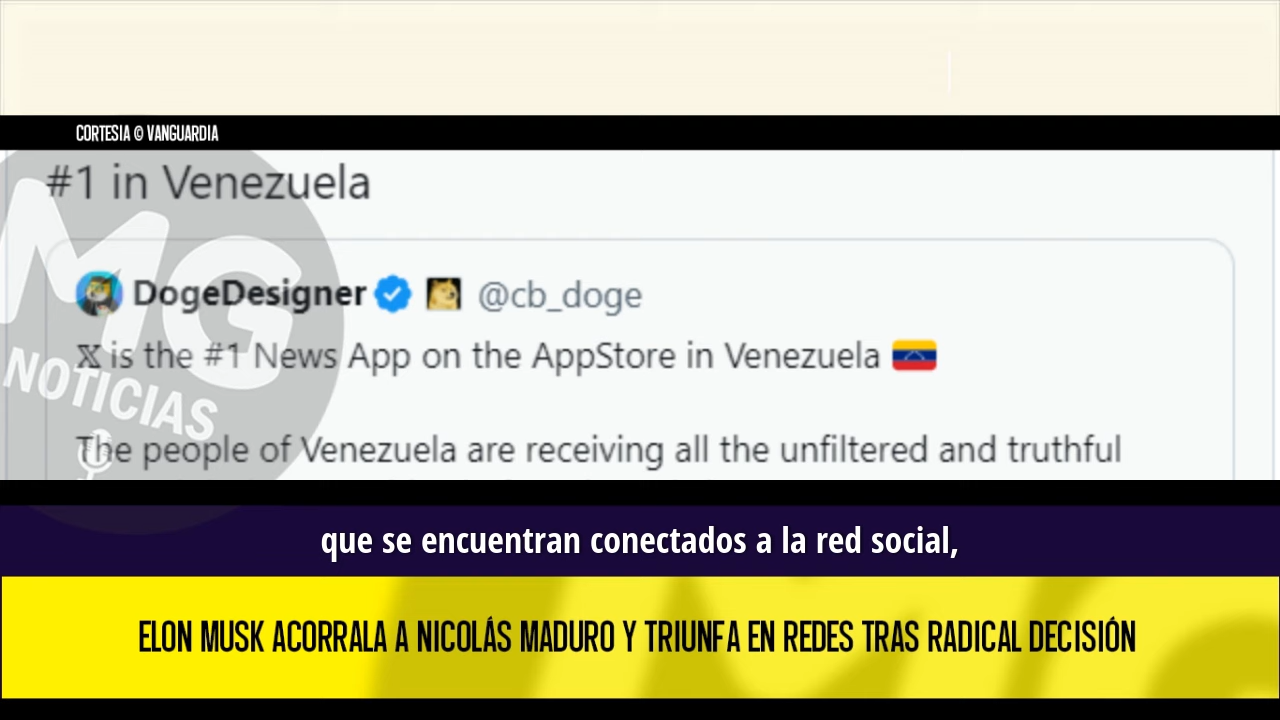 CORTESIA © VANGUARDIA
#1 in Venezuela
DogeDesigner @cb_doge
𝕏 is the #1 News App on the AppStore in Venezuela 🇻🇪
The people of Venezuela are receiving all the unfiltered and truthful
MG
NOTICIAS
que se encuentran conectados a la red social,
ELON MUSK ACORRALA A NICOLÁS MADURO Y TRIUNFA EN REDES TRAS RADICAL DECISIÓN